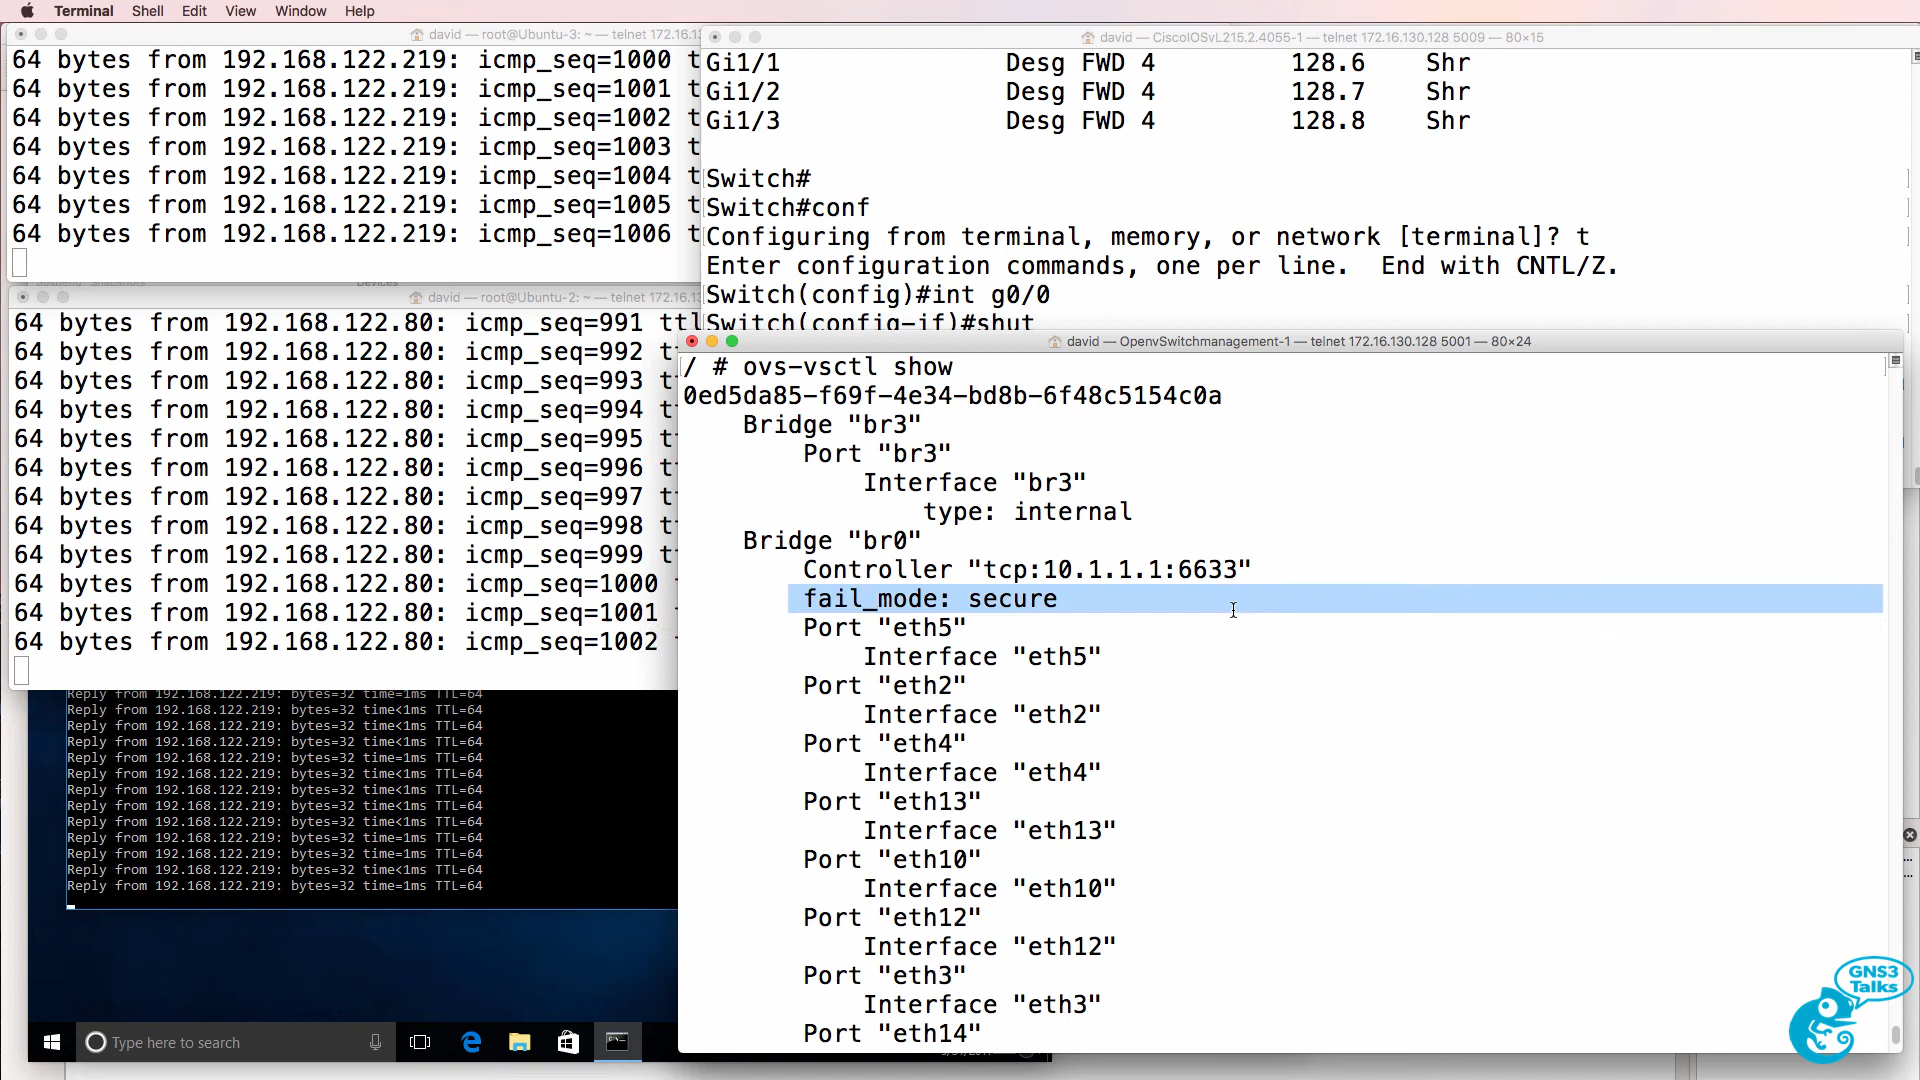 Terminal Shell Edit View Window Help
david — root@Ubuntu-3: ~ — telnet 172.16.13
64 bytes from 192.168.122.219: icmp_seq=1000 t
64 bytes from 192.168.122.219: icmp_seq=1001 t
64 bytes from 192.168.122.219: icmp_seq=1002 t
64 bytes from 192.168.122.219: icmp_seq=1003 t
64 bytes from 192.168.122.219: icmp_seq=1004 t
64 bytes from 192.168.122.219: icmp_seq=1005 t
64 bytes from 192.168.122.219: icmp_seq=1006 t
david — CiscoIOSvL215.2.4055-1 — telnet 172.16.130.128 5009 — 80×15
Gi1/1 Desg FWD 4 128.6 Shr
Gi1/2 Desg FWD 4 128.7 Shr
Gi1/3 Desg FWD 4 128.8 Shr
Switch#
Switch#conf
Configuring from terminal, memory, or network [terminal]? t
Enter configuration commands, one per line.  End with CNTL/Z.
Switch(config)#int g0/0
Switch(config-if)#shut
david — root@Ubuntu-2: ~ — telnet 172.16.13
64 bytes from 192.168.122.80: icmp_seq=991 ttl
64 bytes from 192.168.122.80: icmp_seq=992 tt
64 bytes from 192.168.122.80: icmp_seq=993 tt
64 bytes from 192.168.122.80: icmp_seq=994 tt
64 bytes from 192.168.122.80: icmp_seq=995 tt
64 bytes from 192.168.122.80: icmp_seq=996 tt
64 bytes from 192.168.122.80: icmp_seq=997 tt
64 bytes from 192.168.122.80: icmp_seq=998 tt
64 bytes from 192.168.122.80: icmp_seq=999 tt
64 bytes from 192.168.122.80: icmp_seq=1000 t
64 bytes from 192.168.122.80: icmp_seq=1001
64 bytes from 192.168.122.80: icmp_seq=1002
david — OpenvSwitchmanagement-1 — telnet 172.16.130.128 5001 — 80×24
/ # ovs-vsctl show
0ed5da85-f69f-4e34-bd8b-6f48c5154c0a
Bridge "br3"
Port "br3"
Interface "br3"
type: internal
Bridge "br0"
Controller "tcp:10.1.1.1:6633"
fail_mode: secure
Port "eth5"
Interface "eth5"
Port "eth2"
Interface "eth2"
Port "eth4"
Interface "eth4"
Port "eth13"
Interface "eth13"
Port "eth10"
Interface "eth10"
Port "eth12"
Interface "eth12"
Port "eth3"
Interface "eth3"
Port "eth14"
Reply from 192.168.122.219: bytes=32 time=1ms TTL=64
Reply from 192.168.122.219: bytes=32 time<1ms TTL=64
Reply from 192.168.122.219: bytes=32 time<1ms TTL=64
Reply from 192.168.122.219: bytes=32 time<1ms TTL=64
Reply from 192.168.122.219: bytes=32 time=1ms TTL=64
Reply from 192.168.122.219: bytes=32 time<1ms TTL=64
Reply from 192.168.122.219: bytes=32 time<1ms TTL=64
Reply from 192.168.122.219: bytes=32 time<1ms TTL=64
Reply from 192.168.122.219: bytes=32 time<1ms TTL=64
Reply from 192.168.122.219: bytes=32 time=1ms TTL=64
Reply from 192.168.122.219: bytes=32 time=1ms TTL=64
Reply from 192.168.122.219: bytes=32 time<1ms TTL=64
Reply from 192.168.122.219: bytes=32 time=1ms TTL=64
Type here to search
GNS3
Talks